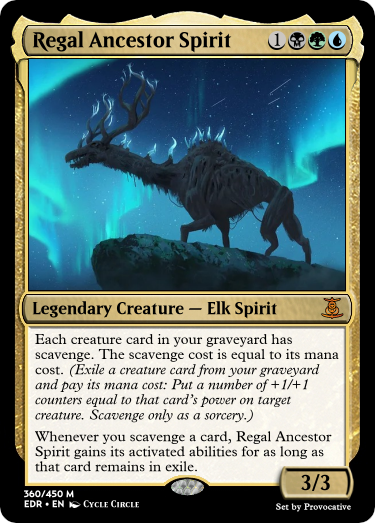 Regal Ancestor Spirit 1
Legendary Creature — Elk Spirit
Each creature card in your graveyard has
scavenge. The scavenge cost is equal to its mana
cost. (Exile a creature card from your graveyard
and pay its mana cost: Put a number of +1/+1
counters equal to that card's power on target
creature. Scavenge only as a sorcery.)
Whenever you scavenge a card, Regal Ancestor
Spirit gains its activated abilities for as long as
that card remains in exile.
3/3
360/450 M
EDR • EN Cycle Circle
Set by Provocative